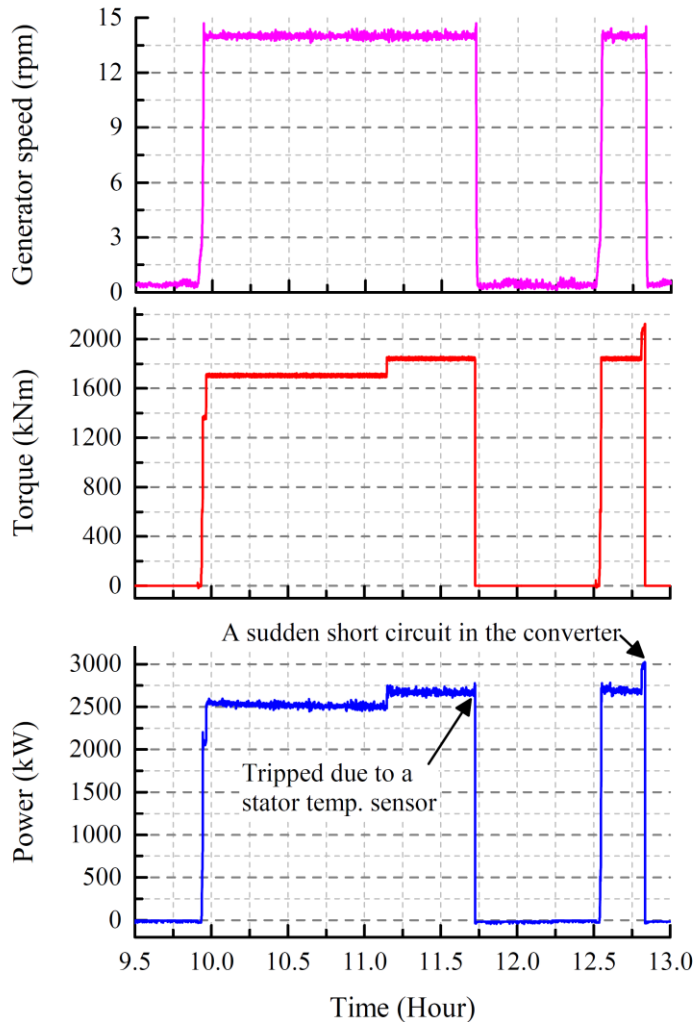 Generator speed (rpm)
15
12
9
6
3
0
Torque (kNm)
2000
1600
1200
800
400
0
A sudden short circuit in the converter
Power (kW)
3000
2500
2000
1500
1000
500
0
Tripped due to a
stator temp. sensor
9.5 10.0 10.5 11.0 11.5 12.0 12.5 13.0
Time (Hour)